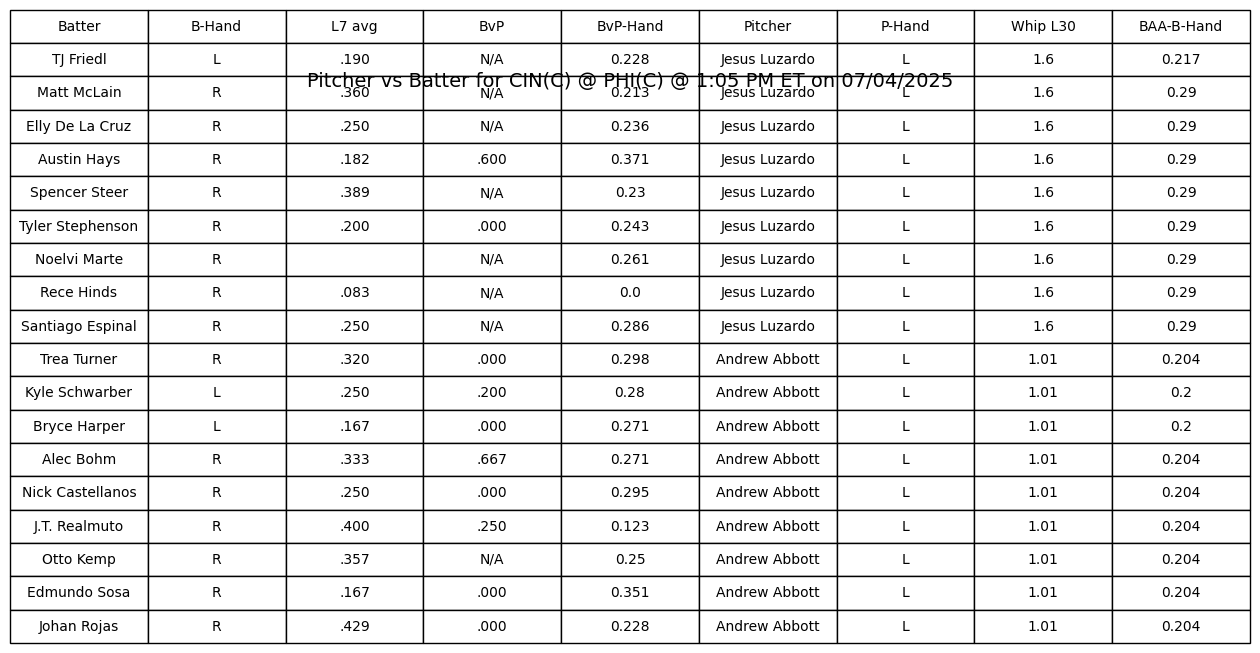 Batter B-Hand L7 avg BvP BvP-Hand Pitcher P-Hand Whip L30 BAA-B-Hand
TJ Friedl L .190 N/A 0.228 Jesus Luzardo L 1.6 0.217
Pitcher vs Batter for CIN(C) @ PHI(C) @ 1:05 PM ET on 07/04/2025
Matt McLain R .360 N/A 0.213 Jesus Luzardo L 1.6 0.29
Elly De La Cruz R .250 N/A 0.236 Jesus Luzardo L 1.6 0.29
Austin Hays R .182 .600 0.371 Jesus Luzardo L 1.6 0.29
Spencer Steer R .389 N/A 0.23 Jesus Luzardo L 1.6 0.29
Tyler Stephenson R .200 .000 0.243 Jesus Luzardo L 1.6 0.29
Noelvi Marte R N/A 0.261 Jesus Luzardo L 1.6 0.29
Rece Hinds R .083 N/A 0.0 Jesus Luzardo L 1.6 0.29
Santiago Espinal R .250 N/A 0.286 Jesus Luzardo L 1.6 0.29
Trea Turner R .320 .000 0.298 Andrew Abbott L 1.01 0.204
Kyle Schwarber L .250 .200 0.28 Andrew Abbott L 1.01 0.2
Bryce Harper L .167 .000 0.271 Andrew Abbott L 1.01 0.2
Alec Bohm R .333 .667 0.271 Andrew Abbott L 1.01 0.204
Nick Castellanos R .250 .000 0.295 Andrew Abbott L 1.01 0.204
J.T. Realmuto R .400 .250 0.123 Andrew Abbott L 1.01 0.204
Otto Kemp R .357 N/A 0.25 Andrew Abbott L 1.01 0.204
Edmundo Sosa R .167 .000 0.351 Andrew Abbott L 1.01 0.204
Johan Rojas R .429 .000 0.228 Andrew Abbott L 1.01 0.204